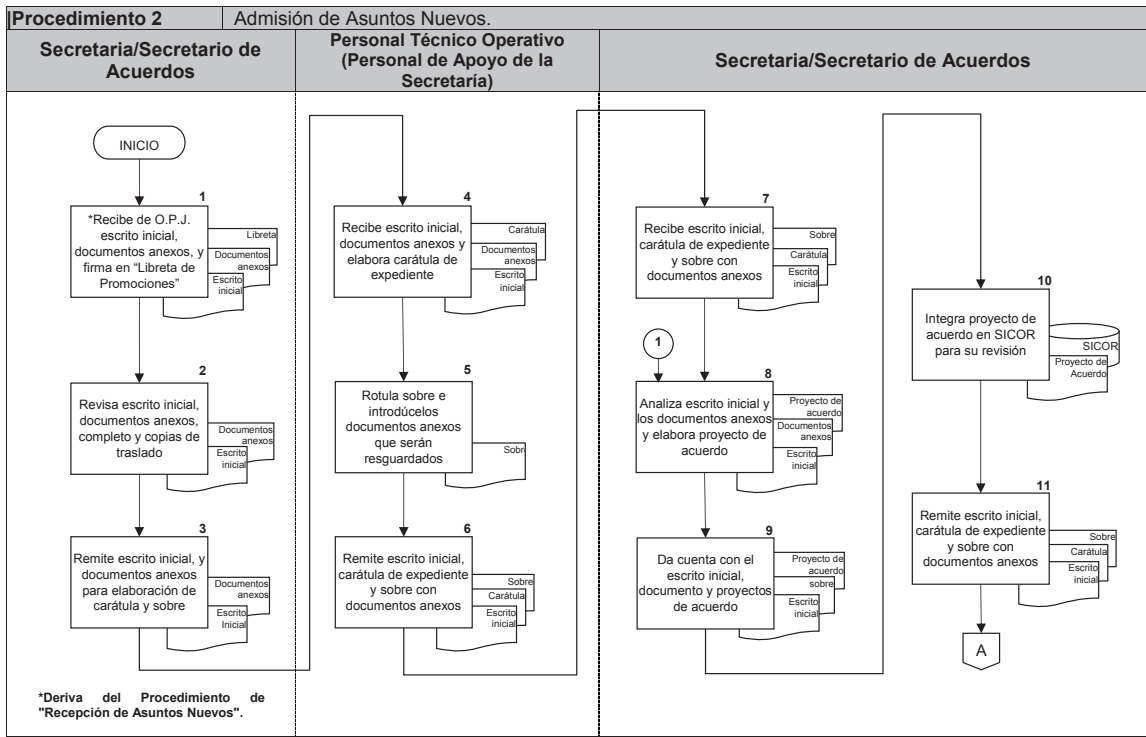 |Procedimiento 2
Admisión de Asuntos Nuevos.
Secretaria/Secretario de
Acuerdos
Personal Técnico Operativo
(Personal de Apoyo de la
Secretaría)
Secretaria/Secretario de Acuerdos
INICIO
1
*Recibe de O.P.J.
escrito inicial,
documentos anexos, y
firma en “Libreta de
Promociones”
Libreta
Documentos
anexos
Escrito
inicial
2
Revisa escrito inicial,
documentos anexos,
completo y copias de
traslado
Documentos
anexos
Escrito
inicial
3
Remite escrito inicial, y
documentos anexos
para elaboración de
carátula y sobre
Documentos
anexos
Escrito
Inicial
*Deriva del Procedimiento de
"Recepción de Asuntos Nuevos".
4
Recibe escrito inicial,
documentos anexos y
elabora carátula de
expediente
Carátula
Documentos
anexos
Escrito
inicial
5
Rotula sobre e
introdúcelos
documentos anexos
que serán
resguardados
Sobre
6
Remite escrito inicial,
carátula de expediente
y sobre con
documentos anexos
Sobre
Carátula
Escrito
inicial
7
Recibe escrito inicial,
carátula de expediente
y sobre con
documentos anexos
Sobre
Carátula
Escrito
inicial
1
8
Analiza escrito inicial y
los documentos anexos
y elabora proyecto de
acuerdo
Proyecto de
acuerdo
Documentos
anexos
Escrito
inicial
9
Da cuenta con el
escrito inicial,
documento y proyectos
de acuerdo
Proyecto de
acuerdo
sobre
Escrito
inicial
10
Integra proyecto de
acuerdo en SICOR
para su revisión
SICOR
Proyecto de
Acuerdo
11
Remite escrito inicial,
carátula de expediente
y sobre con
documentos anexos
Sobre
Carátula
Escrito
inicial
A